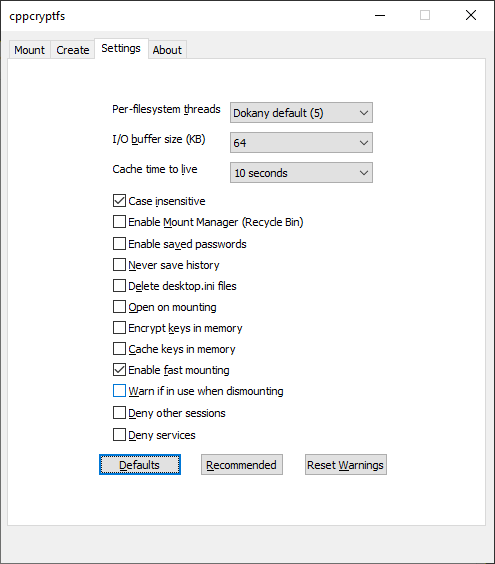 cppcryptfs
Mount Create Settings About
Per-filesystem threads Dokany default (5)
I/O buffer size (KB) 64
Cache time to live 10 seconds
Case insensitive
Enable Mount Manager (Recycle Bin)
Enable saved passwords
Never save history
Delete desktop.ini files
Open on mounting
Encrypt keys in memory
Cache keys in memory
Enable fast mounting
Warn if in use when dismounting
Deny other sessions
Deny services
Defaults Recommended Reset Warnings